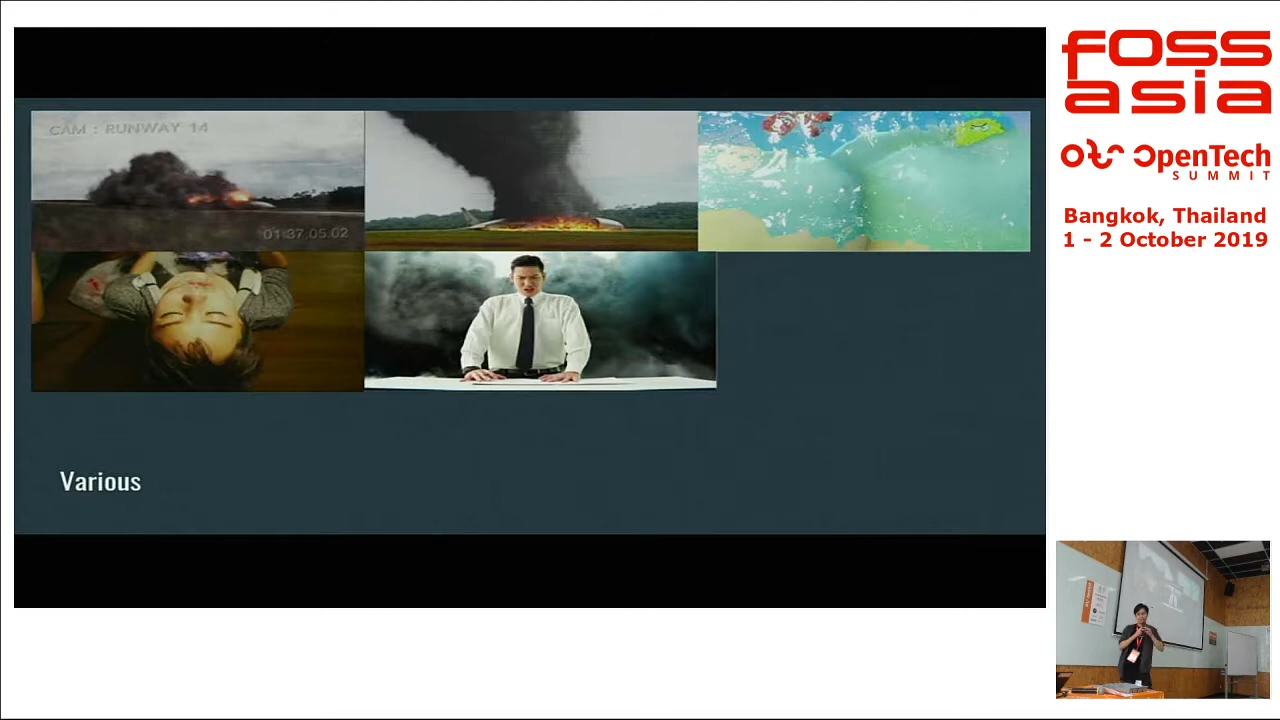 CAM : RUNWAY 14
01:37.05.02
Various
foss
asia
OpenTech
SUMMIT
Bangkok, Thailand
1 - 2 October 2019